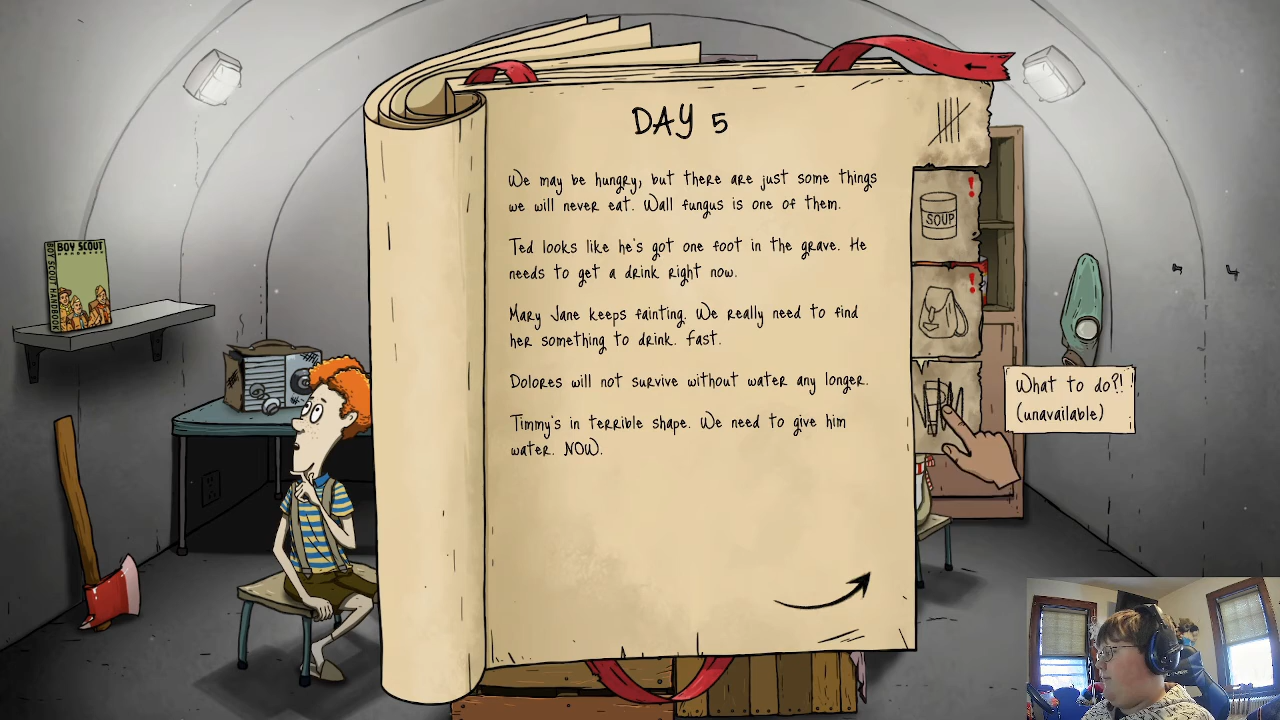 DAY 5
We may be hungry, but there are just some things
we will never eat. Wall fungus is one of them.
Ted looks like he's got one foot in the grave. He
needs to get a drink right now.
Mary Jane keeps fainting. We really need to find
her something to drink. Fast.
Dolores will not survive without water any longer.
Timmy's in terrible shape. We need to give him
water. NOW.
BOY SCOUT
BOY SCOUT HANDBOOK
!
SOUP
!
What to do?!
(unavailable)